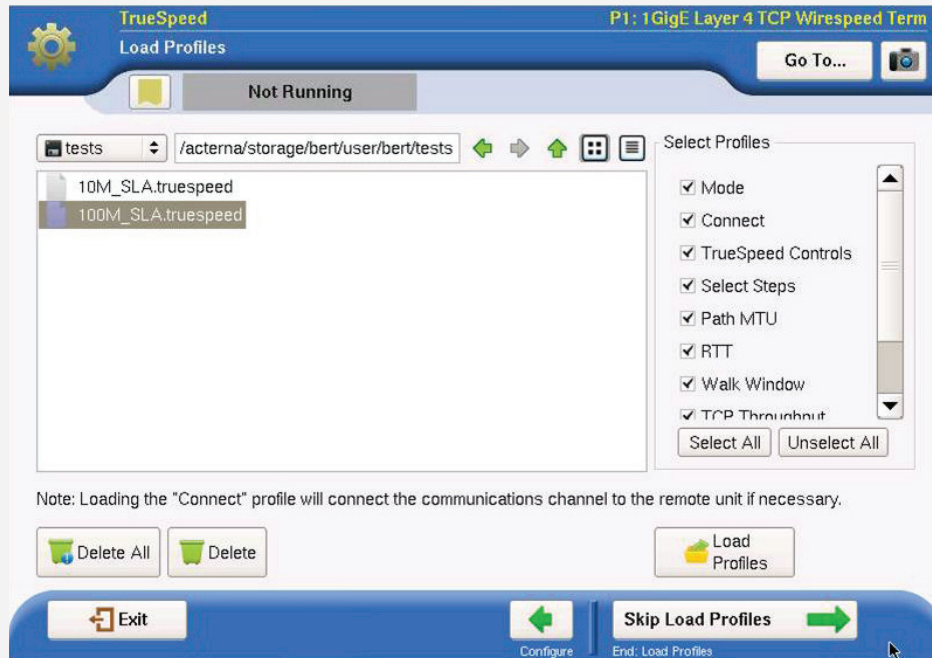 TrueSpeed
P1: 1GigE Layer 4 TCP Wirespeed Term
Load Profiles
Go To...
Not Running
tests
/acterna/storage/bert/user/bert/tests
Select Profiles
10M_SLA.truespeed
100M_SLA.truespeed
Mode
Connect
TrueSpeed Controls
Select Steps
Path MTU
RTT
Walk Window
TCP Throughput
Select All
Unselect All
Note: Loading the "Connect" profile will connect the communications channel to the remote unit if necessary.
Delete All
Delete
Load
Profiles
Exit
Skip Load Profiles
Configure
End: Load Profiles